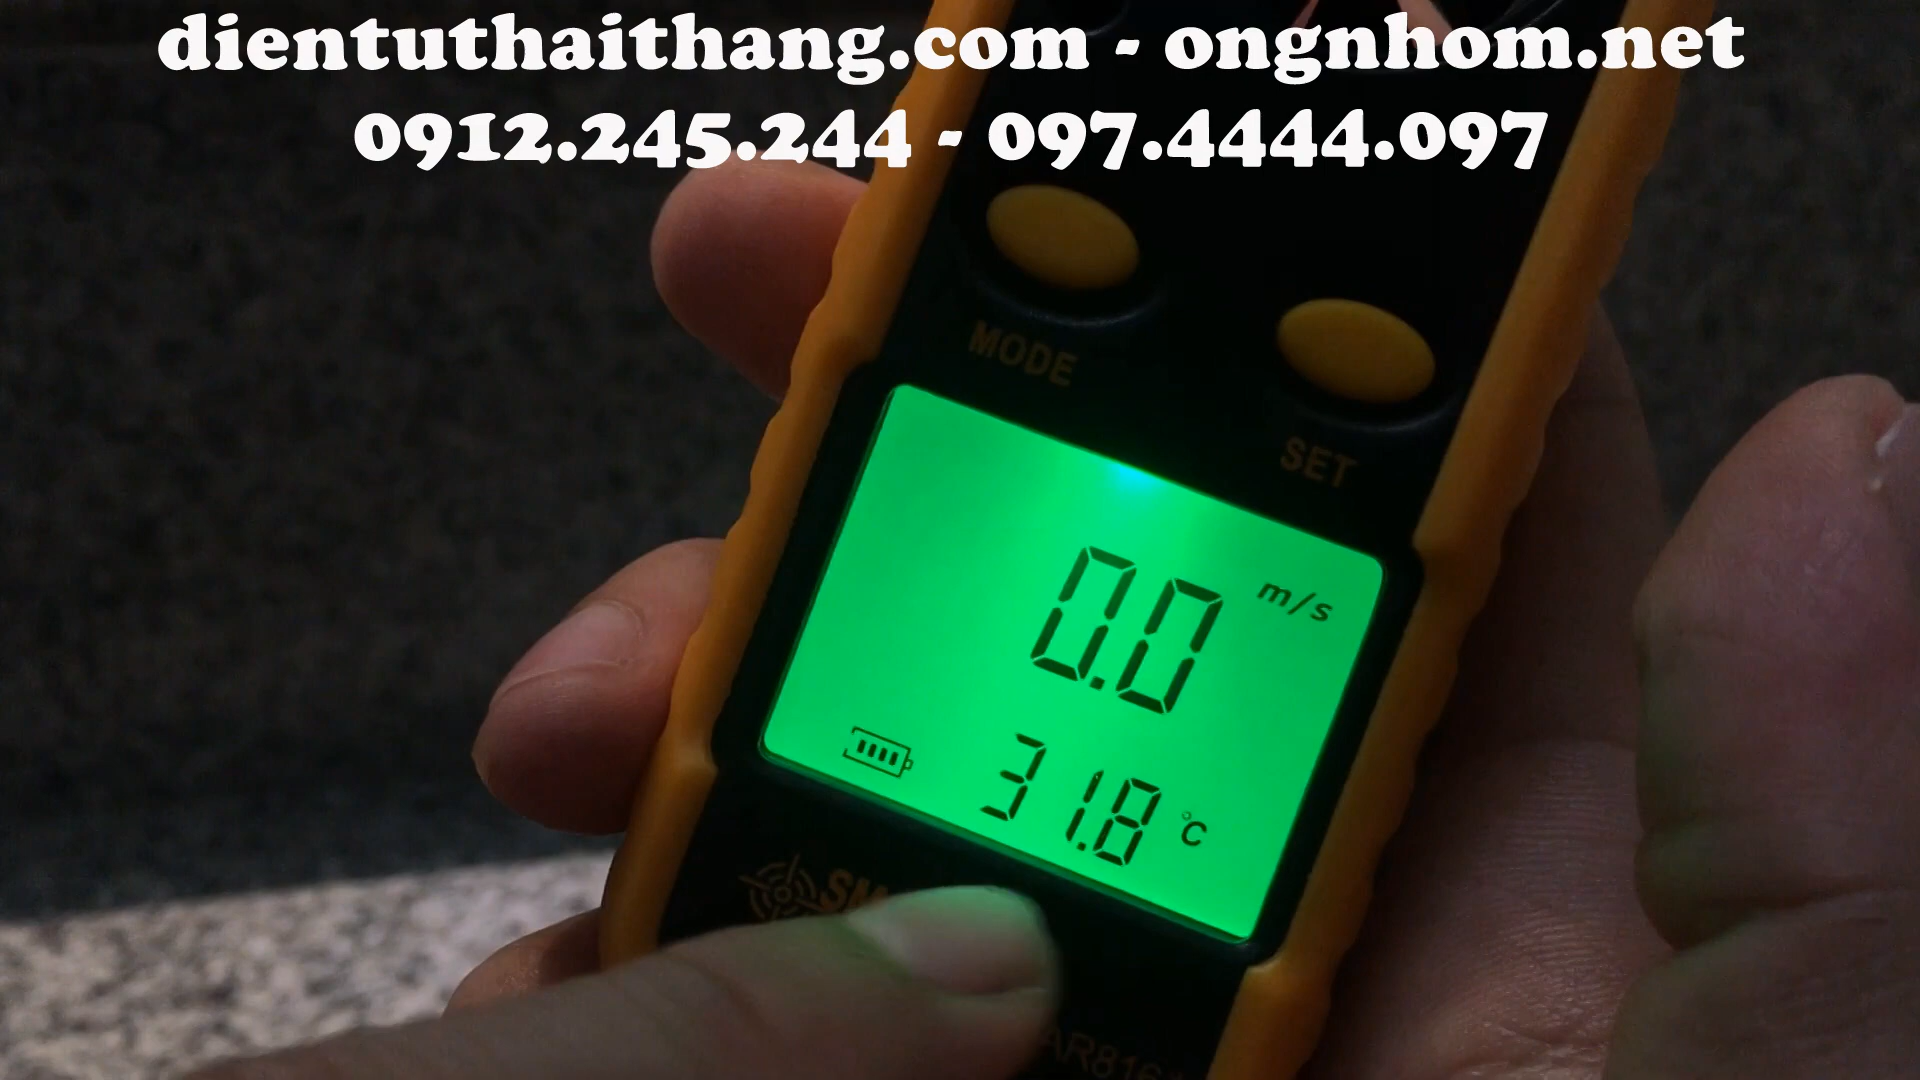 dientuthaithang.com - ongnhom.net
0912.245.244 - 097.4444.097
MODE
SET
0.0 m/s
31.8 °C